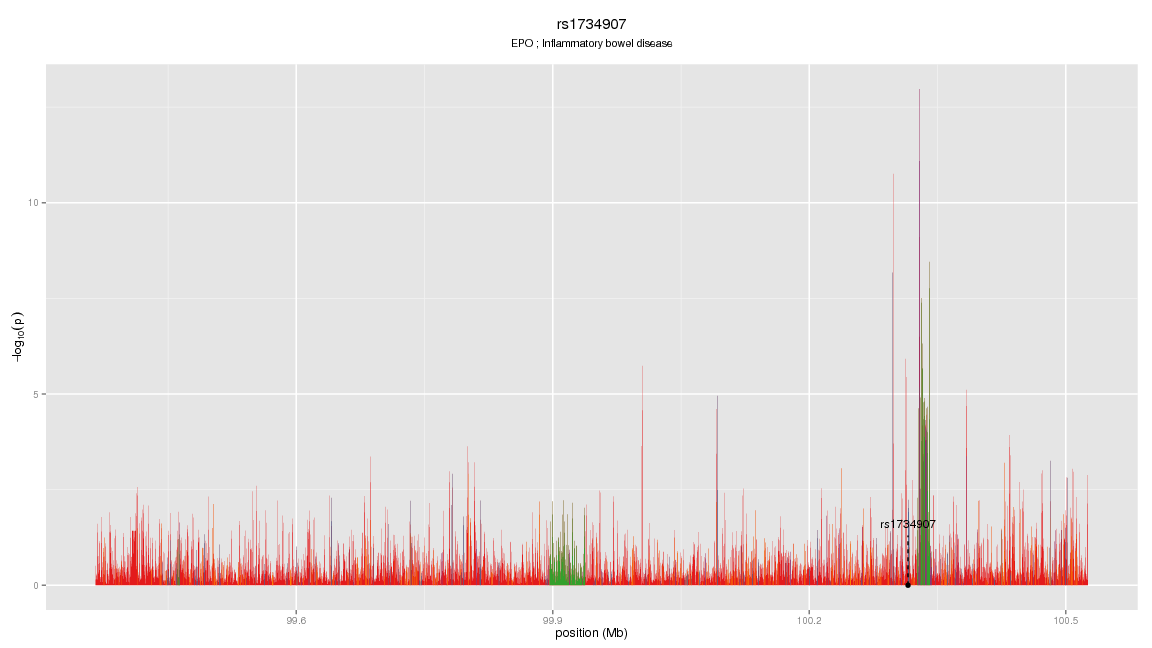 rs1734907
EPO ; Inflammatory bowel disease
−log10(p)
10
5
0
rs1734907
99.6
99.9
100.2
100.5
position (Mb)